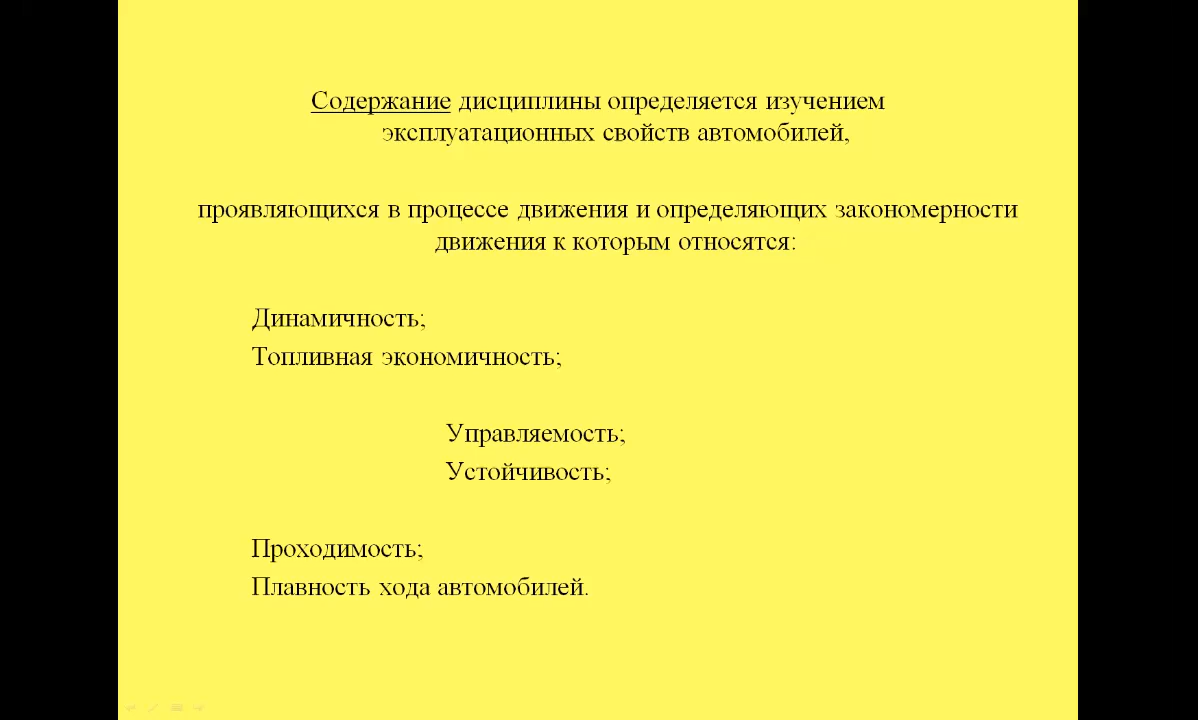 Содержание дисциплины определяется изучением
эксплуатационных свойств автомобилей,
проявляющихся в процессе движения и определяющих закономерности
движения к которым относятся:
Динамичность;
Топливная экономичность;
Управляемость;
Устойчивость;
Проходимость;
Плавность хода автомобилей.